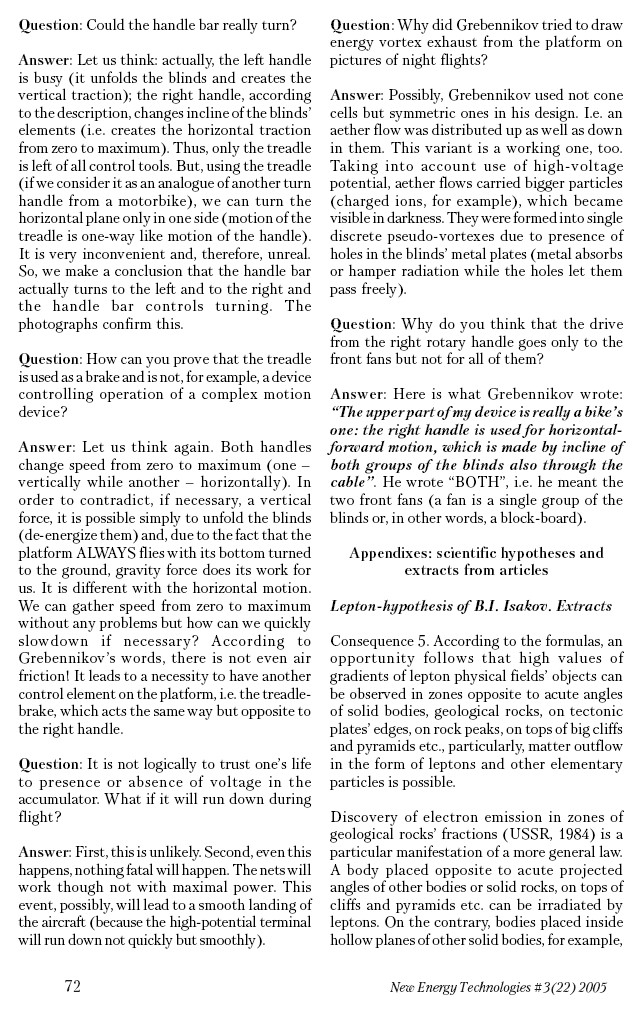 Question: Could the handle bar really turn?
Answer: Let us think: actually, the left handle
is busy (it unfolds the blinds and creates the
vertical traction); the right handle, according
to the description, changes incline of the blinds’
elements (i.e. creates the horizontal traction
from zero to maximum). Thus, only the treadle
is left of all control tools. But, using the treadle
(if we consider it as an analogue of another turn
handle from a motorbike), we can turn the
horizontal plane only in one side (motion of the
treadle is one-way like motion of the handle).
It is very inconvenient and, therefore, unreal.
So, we make a conclusion that the handle bar
actually turns to the left and to the right and
the handle bar controls turning. The
photographs confirm this.
Question: How can you prove that the treadle
is used as a brake and is not, for example, a device
controlling operation of a complex motion
device?
Answer: Let us think again. Both handles
change speed from zero to maximum (one –
vertically while another – horizontally). In
order to contradict, if necessary, a vertical
force, it is possible simply to unfold the blinds
(de-energize them) and, due to the fact that the
platform ALWAYS flies with its bottom turned
to the ground, gravity force does its work for
us. It is different with the horizontal motion.
We can gather speed from zero to maximum
without any problems but how can we quickly
slowdown if necessary? According to
Grebennikov’s words, there is not even air
friction! It leads to a necessity to have another
control element on the platform, i.e. the treadle-
brake, which acts the same way but opposite to
the right handle.
Question: It is not logically to trust one’s life
to presence or absence of voltage in the
accumulator. What if it will run down during
flight?
Answer: First, this is unlikely. Second, even this
happens, nothing fatal will happen. The nets will
work though not with maximal power. This
event, possibly, will lead to a smooth landing of
the aircraft (because the high-potential terminal
will run down not quickly but smoothly).
Question: Why did Grebennikov tried to draw
energy vortex exhaust from the platform on
pictures of night flights?
Answer: Possibly, Grebennikov used not cone
cells but symmetric ones in his design. I.e. an
aether flow was distributed up as well as down
in them. This variant is a working one, too.
Taking into account use of high-voltage
potential, aether flows carried bigger particles
(charged ions, for example), which became
visible in darkness. They were formed into single
discrete pseudo-vortexes due to presence of
holes in the blinds’ metal plates (metal absorbs
or hamper radiation while the holes let them
pass freely).
Question: Why do you think that the drive
from the right rotary handle goes only to the
front fans but not for all of them?
Answer: Here is what Grebennikov wrote:
“The upper part of my device is really a bike’s
one: the right handle is used for horizontal-
forward motion, which is made by incline of
both groups of the blinds also through the
cable”. He wrote “BOTH”, i.e. he meant the
two front fans (a fan is a single group of the
blinds or, in other words, a block-board).
Appendixes: scientific hypotheses and
extracts from articles
Lepton-hypothesis of B.I. Isakov. Extracts
Consequence 5. According to the formulas, an
opportunity follows that high values of
gradients of lepton physical fields’ objects can
be observed in zones opposite to acute angles
of solid bodies, geological rocks, on tectonic
plates’ edges, on rock peaks, on tops of big cliffs
and pyramids etc., particularly, matter outflow
in the form of leptons and other elementary
particles is possible.
Discovery of electron emission in zones of
geological rocks’ fractions (USSR, 1984) is a
particular manifestation of a more general law.
A body placed opposite to acute projected
angles of other bodies or solid rocks, on tops of
cliffs and pyramids etc. can be irradiated by
leptons. On the contrary, bodies placed inside
hollow planes of other solid bodies, for example,
72
New Energy Technologies #3(22) 2005